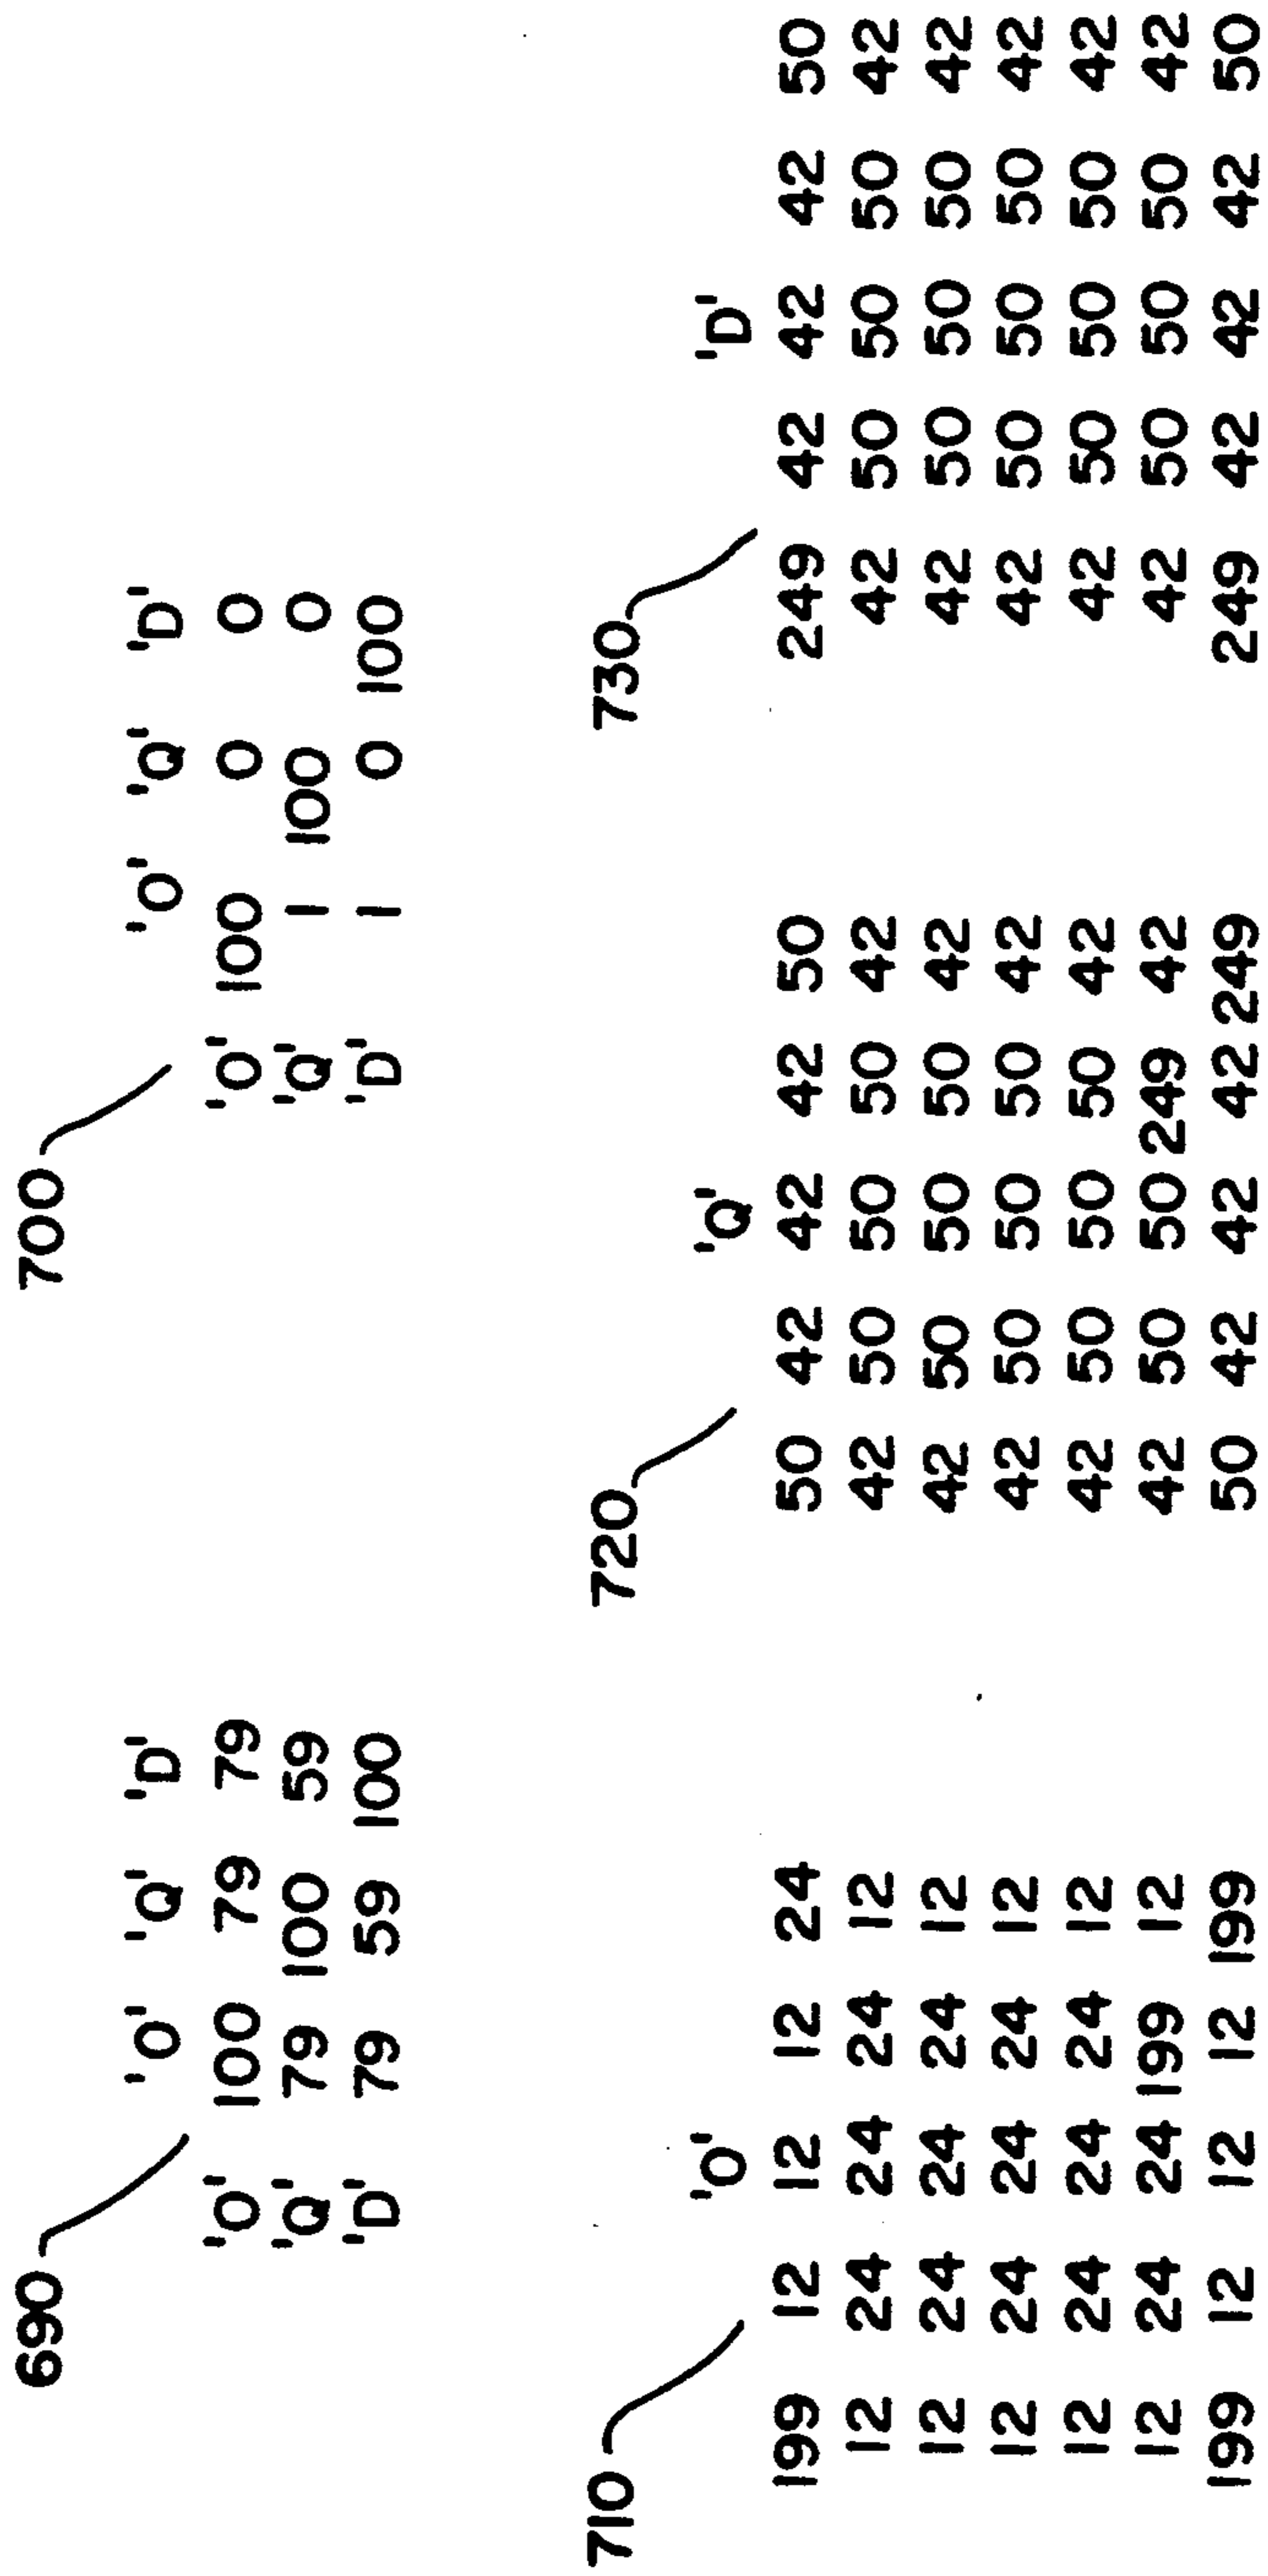 690 700
'O' 'Q' 'D' 'O' 'Q' 'D'
'O' 100 79 79 'O' 100 0 0
'Q' 79 100 59 'Q' 1 100 0
'D' 79 59 100 'D' 1 0 100
710 720 730
'O' 'Q' 'D'
199 12 12 12 24 50 42 42 42 50 249 42 42 42 50
12 24 24 24 12 42 50 50 50 42 42 50 50 50 42
12 24 24 24 12 42 50 50 50 42 42 50 50 50 42
12 24 24 24 12 42 50 50 50 42 42 50 50 50 42
12 24 24 24 12 42 50 50 50 42 42 50 50 50 42
12 24 24 199 12 42 50 50 249 42 42 50 50 50 42
199 12 12 12 199 50 42 42 42 249 249 42 42 42 50